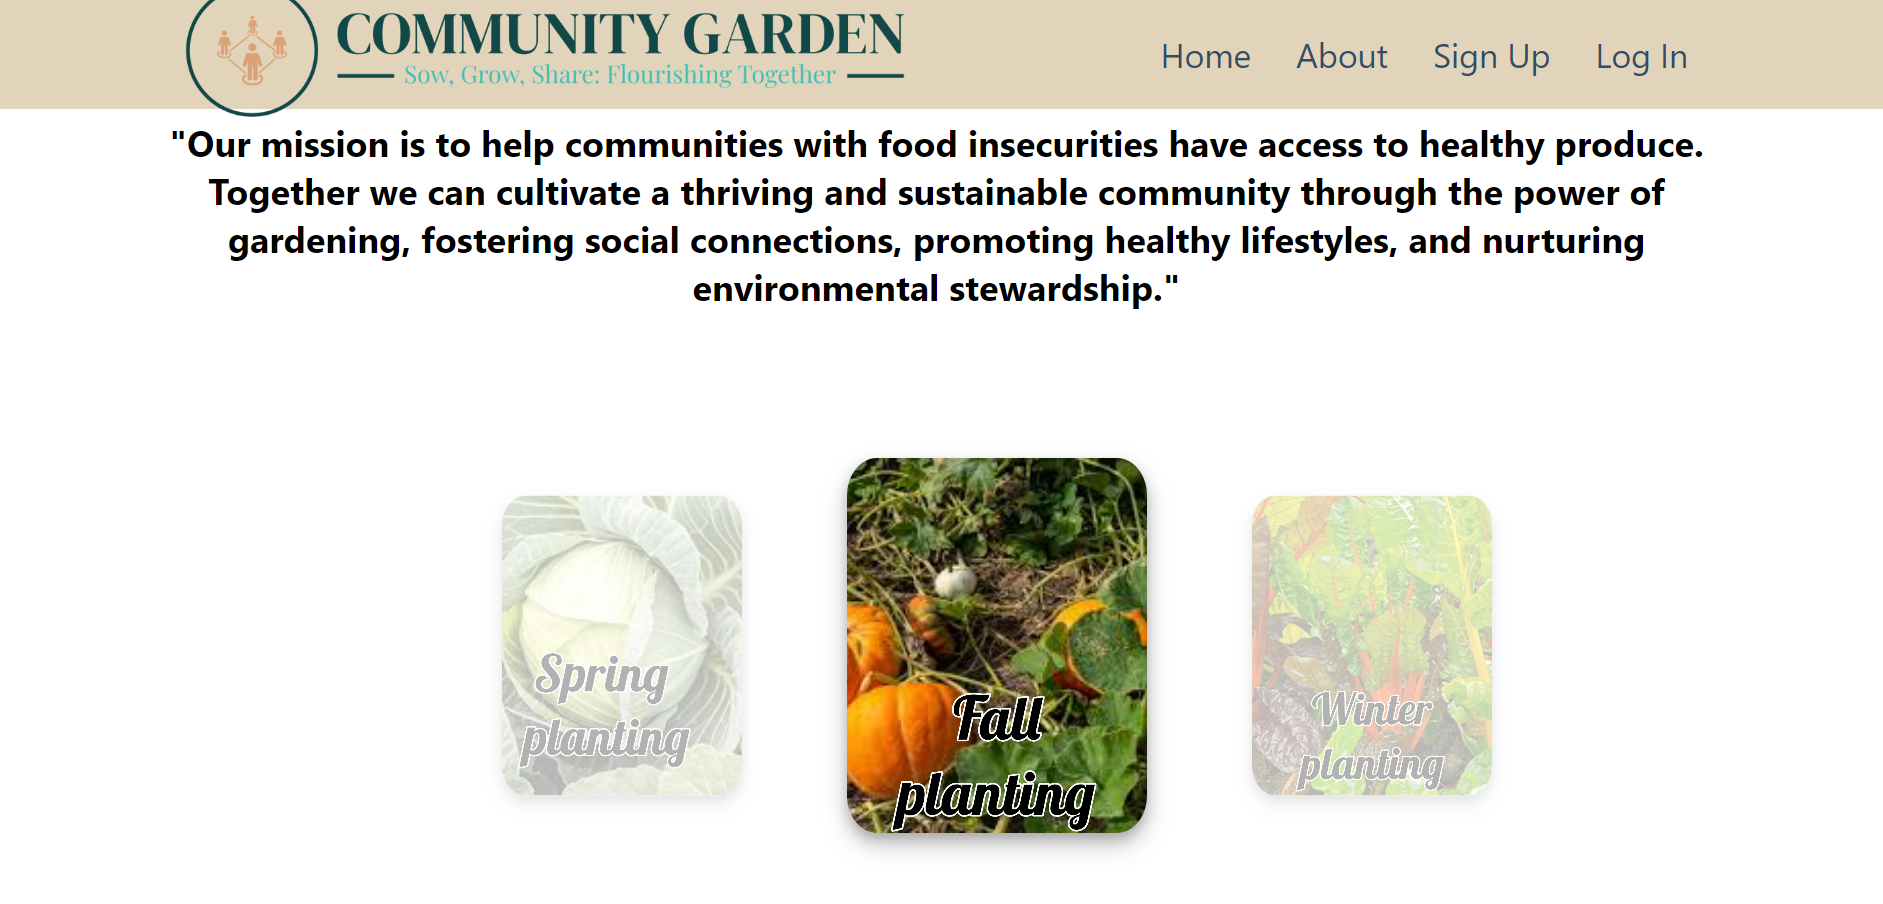 COMMUNITY GARDEN
Sow, Grow, Share: Flourishing Together
Home About Sign Up Log In
"Our mission is to help communities with food insecurities have access to healthy produce.
Together we can cultivate a thriving and sustainable community through the power of
gardening, fostering social connections, promoting healthy lifestyles, and nurturing
environmental stewardship."
Spring
planting
Fall
planting
Winter
planting